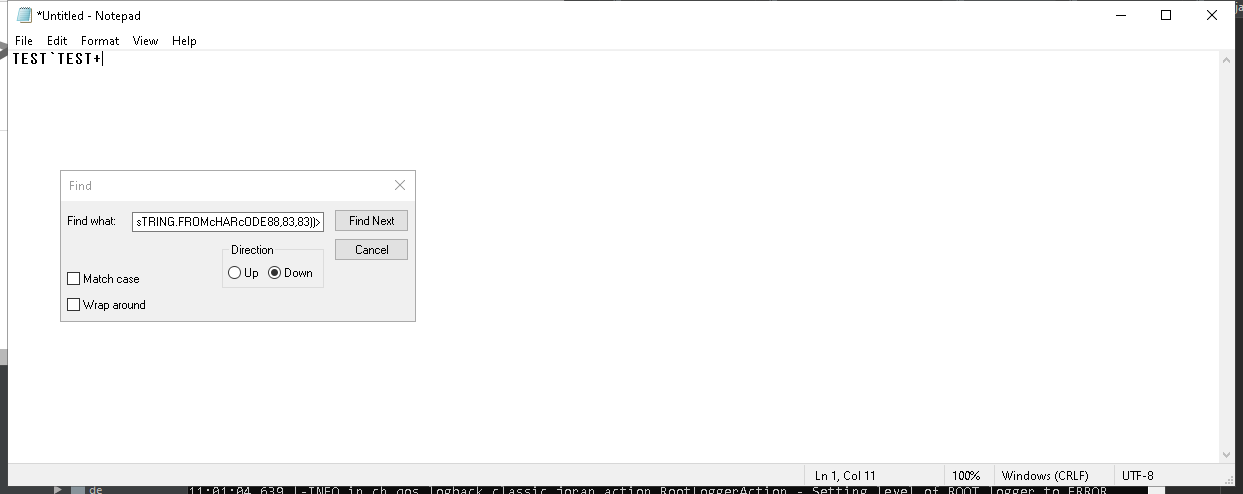 *Untitled - Notepad
File Edit Format View Help
TEST`TEST+
Find
Find what: sTRING.FROMcHARcODE88,83,83))> Find Next
Direction Cancel
Up Down
Match case
Wrap around
Ln 1, Col 11 100% Windows (CRLF) UTF-8
de 11:01:04,639 |-INFO in ch.qos.logback.classic.joran.action.RootLoggerAction - Setting level of ROOT logger to ERROR